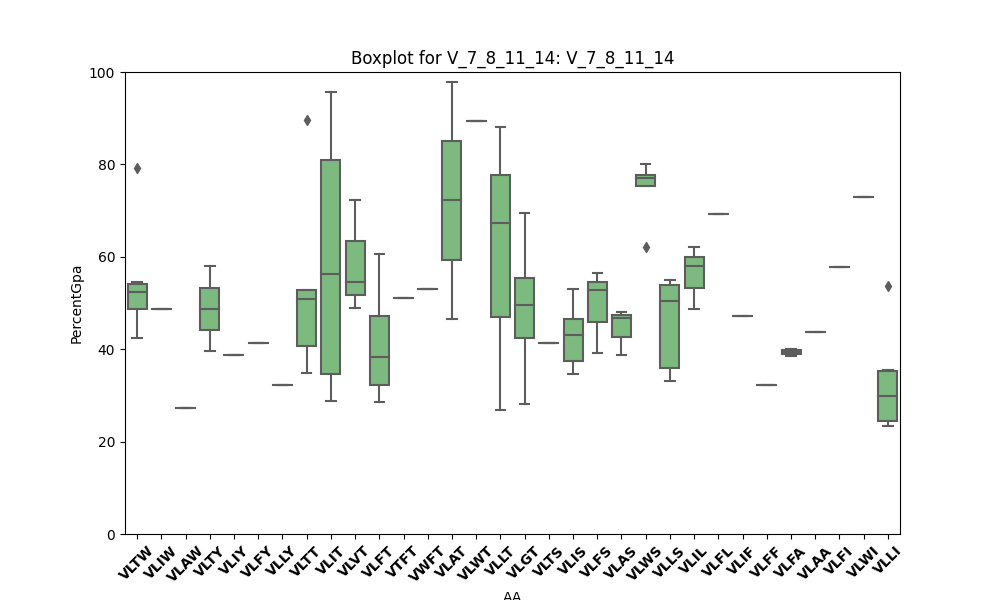 Boxplot for V_7_8_11_14: V_7_8_11_14
100
80
60
40
20
0
PercentGpa
VLTW VLIW VLAW VLTY VLIY VLFY VLLY VLTT VLIT VLVT VLFT VTFT VWFT VLAT VLWT VLLT VLGT VLTS VLIS VLFS VLAS VLWS VLLS VLIL VLFL VLIF VLFF VLFA VLAA VLFI VLWI VLLI
AA